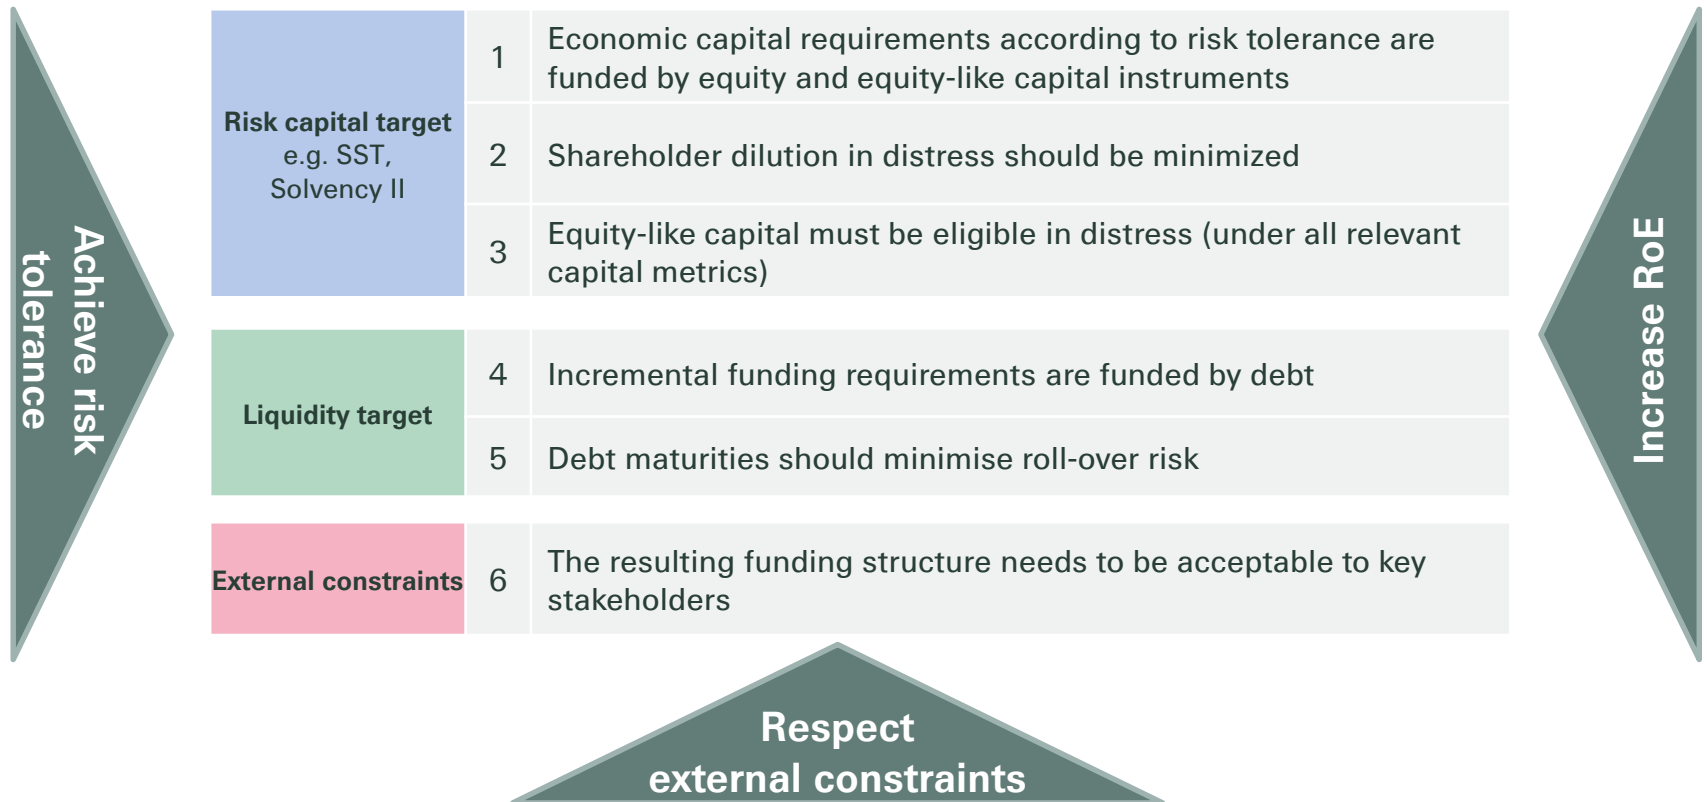 Achieve risk
tolerance
Risk capital target
e.g. SST,
Solvency II
1
Economic capital requirements according to risk tolerance are
funded by equity and equity-like capital instruments
2
Shareholder dilution in distress should be minimized
3
Equity-like capital must be eligible in distress (under all relevant
capital metrics)
Liquidity target
4
Incremental funding requirements are funded by debt
5
Debt maturities should minimise roll-over risk
External constraints
6
The resulting funding structure needs to be acceptable to key
stakeholders
Increase RoE
Respect
external constraints